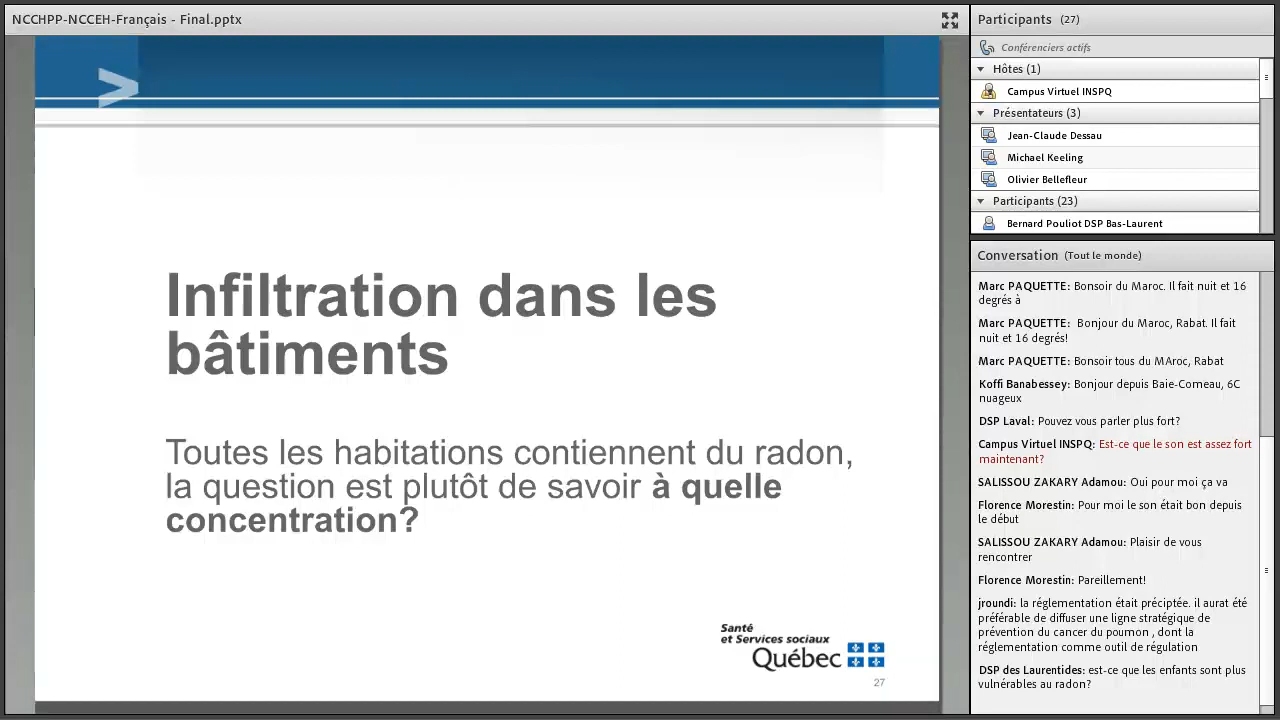 NCCHPP-NCCEH-Français - Final.pptx
>
Infiltration dans les
bâtiments
Toutes les habitations contiennent du radon,
la question est plutôt de savoir à quelle
concentration?
Santé
et Services sociaux
Québec
27
Participants (27)
Conférenciers actifs
Hôtes (1)
Campus Virtuel INSPQ
Présentateurs (3)
Jean-Claude Dessau
Michael Keeling
Olivier Bellefleur
Participants (23)
Bernard Pouliot DSP Bas-Laurent
Conversation (Tout le monde)
Marc PAQUETTE: Bonsoir du Maroc. Il fait nuit et 16
degrés à
Marc PAQUETTE: Bonjour du Maroc, Rabat. Il fait
nuit et 16 degrés!
Marc PAQUETTE: Bonsoir tous du MAroc, Rabat
Koffi Banabessey: Bonjour depuis Baie-Comeau, 6C
nuageux
DSP Laval: Pouvez vous parler plus fort?
Campus Virtuel INSPQ: Est-ce que le son est assez fort
maintenant?
SALISSOU ZAKARY Adamou: Oui pour moi ça va
Florence Morestin: Pour moi le son était bon depuis
le début
SALISSOU ZAKARY Adamou: Plaisir de vous
rencontrer
Florence Morestin: Pareillement!
jroundi: la réglementation était préciptée. il aurat été
préférable de diffuser une ligne stratégique de
prévention du cancer du poumon , dont la
réglementation comme outil de régulation
DSP des Laurentides: est-ce que les enfants sont plus
vulnérables au radon?